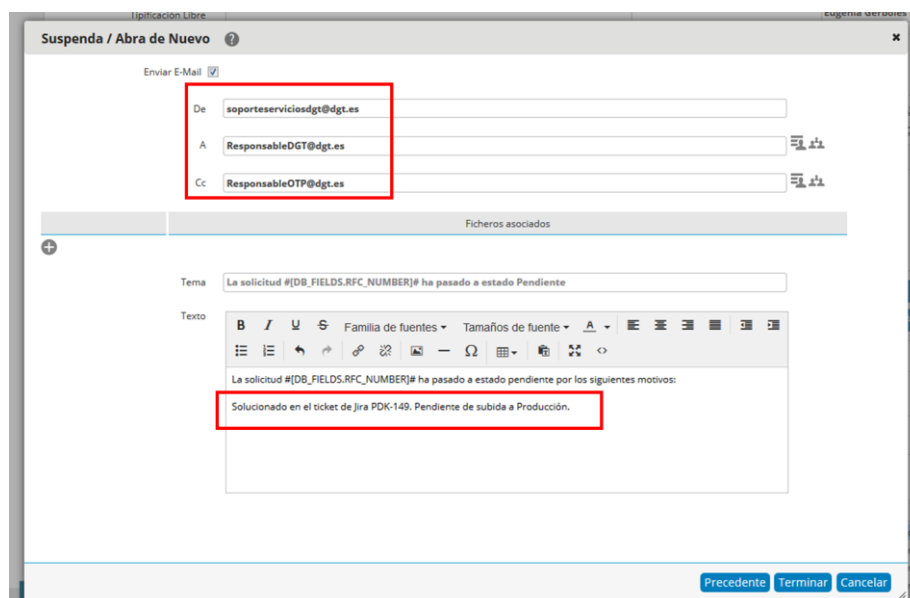 Tipificación Libre
Eugenia Gerboles
Suspenda / Abra de Nuevo ?
Enviar E-Mail
De soporteserviciosdgt@dgt.es
A ResponsableDGT@dgt.es
Cc ResponsableOTP@dgt.es
Ficheros asociados
Tema La solicitud #[DB_FIELDS.RFC_NUMBER]# ha pasado a estado Pendiente
Texto
B I U S Familia de fuentes Tamaños de fuente A
Ω
La solicitud #[DB_FIELDS.RFC_NUMBER]# ha pasado a estado pendiente por los siguientes motivos:
Solucionado en el ticket de Jira PDK-149. Pendiente de subida a Producción.
Precedente Terminar Cancelar